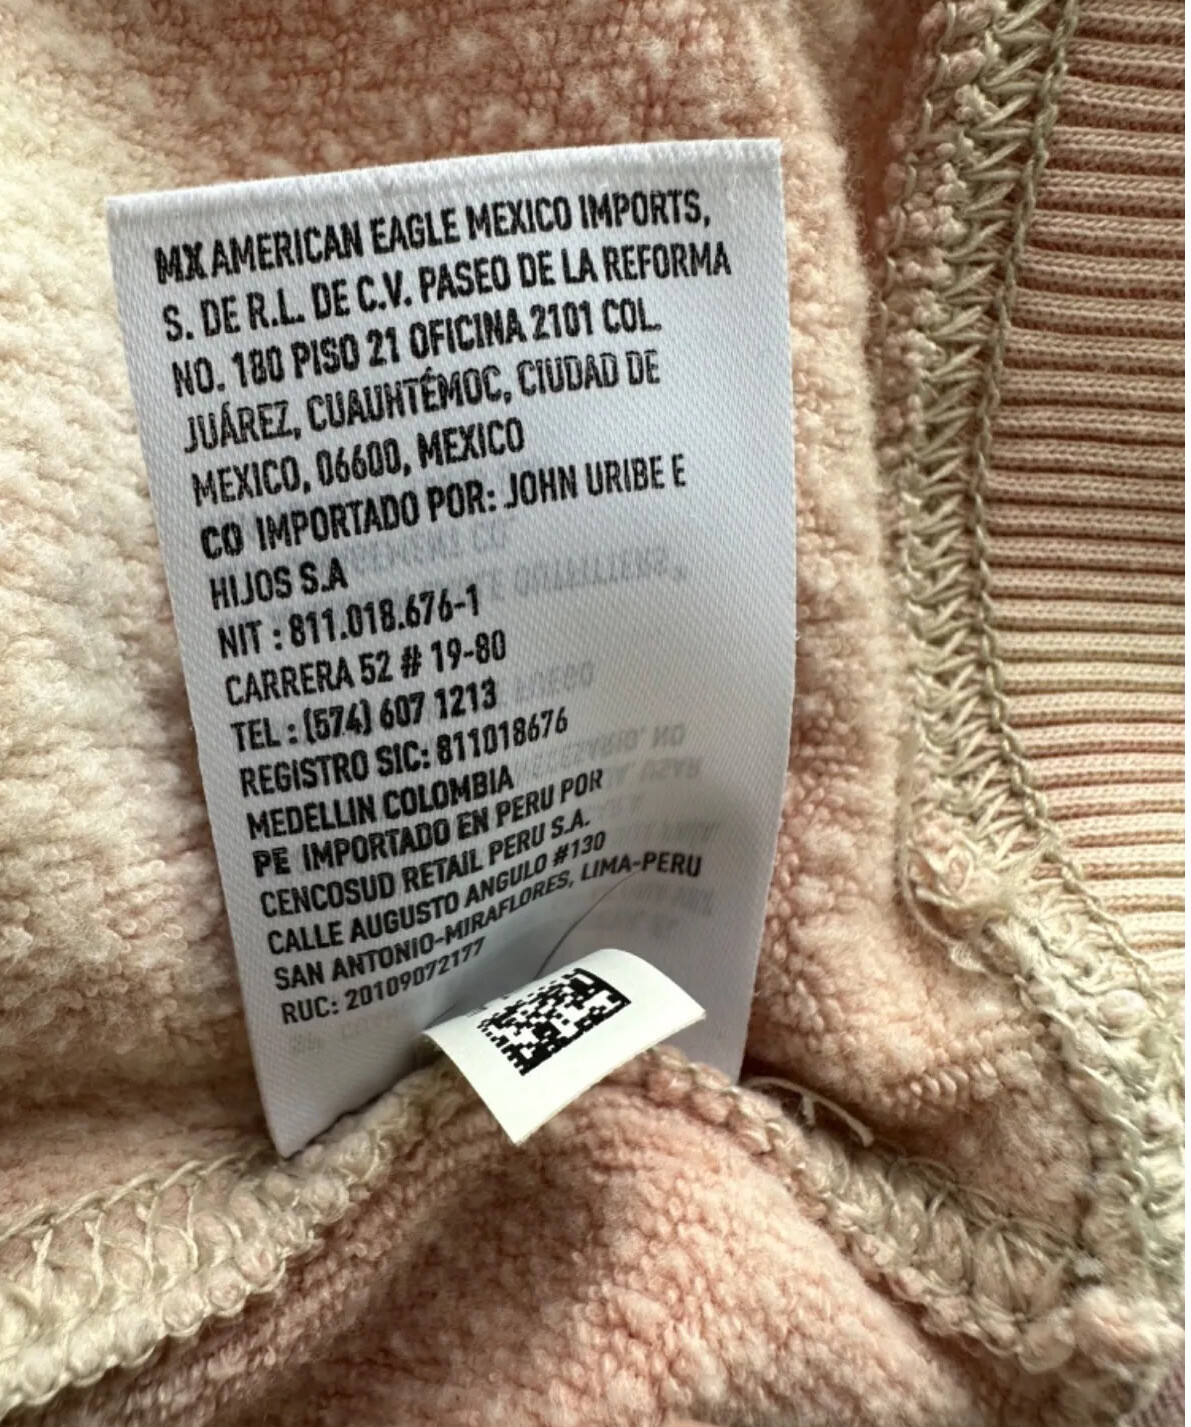 MX AMERICAN EAGLE MEXICO IMPORTS,
S. DE R.L. DE C.V. PASEO DE LA REFORMA
NO. 180 PISO 21 OFICINA 2101 COL.
JUÁREZ, CUAUHTÉMOC, CIUDAD DE
MEXICO, 06600, MEXICO
CO IMPORTADO POR: JOHN URIBE E
HIJOS S.A
NIT : 811.018.676-1
CARRERA 52 # 19-80
TEL : (574) 607 1213
REGISTRO SIC: 811018676
MEDELLIN COLOMBIA
PE IMPORTADO EN PERU POR
CENCOSUD RETAIL PERU S.A.
CALLE AUGUSTO ANGULO #130
SAN ANTONIO-MIRAFLORES, LIMA-PERU
RUC: 20109072177